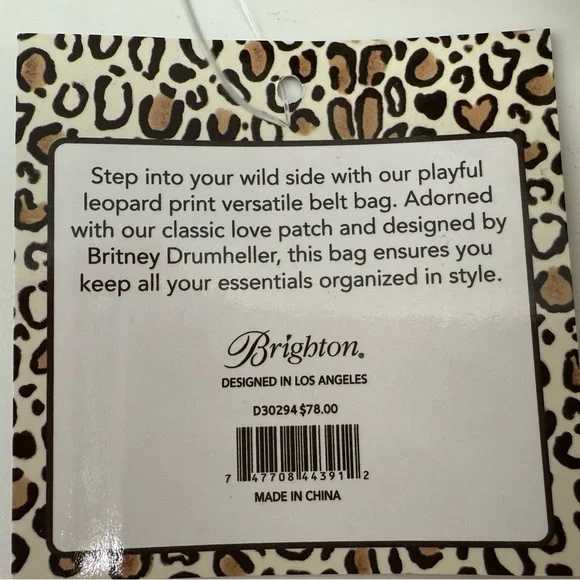 Step into your wild side with our playful
leopard print versatile belt bag. Adorned
with our classic love patch and designed by
Britney Drumheller, this bag ensures you
keep all your essentials organized in style.
Brighton®
DESIGNED IN LOS ANGELES
D30294 $78.00
7 47708 44391 2
MADE IN CHINA